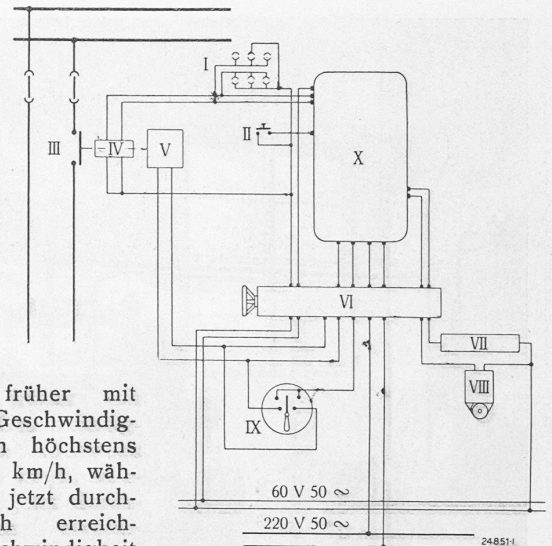 I
II
III
IV
V
X
VI
VII
VIII
IX
früher mit
Geschwindig-
höchstens
km/h, wäh-
jetzt durch-
erreich-
60 V 50 ~
220 V 50 ~
24851-I